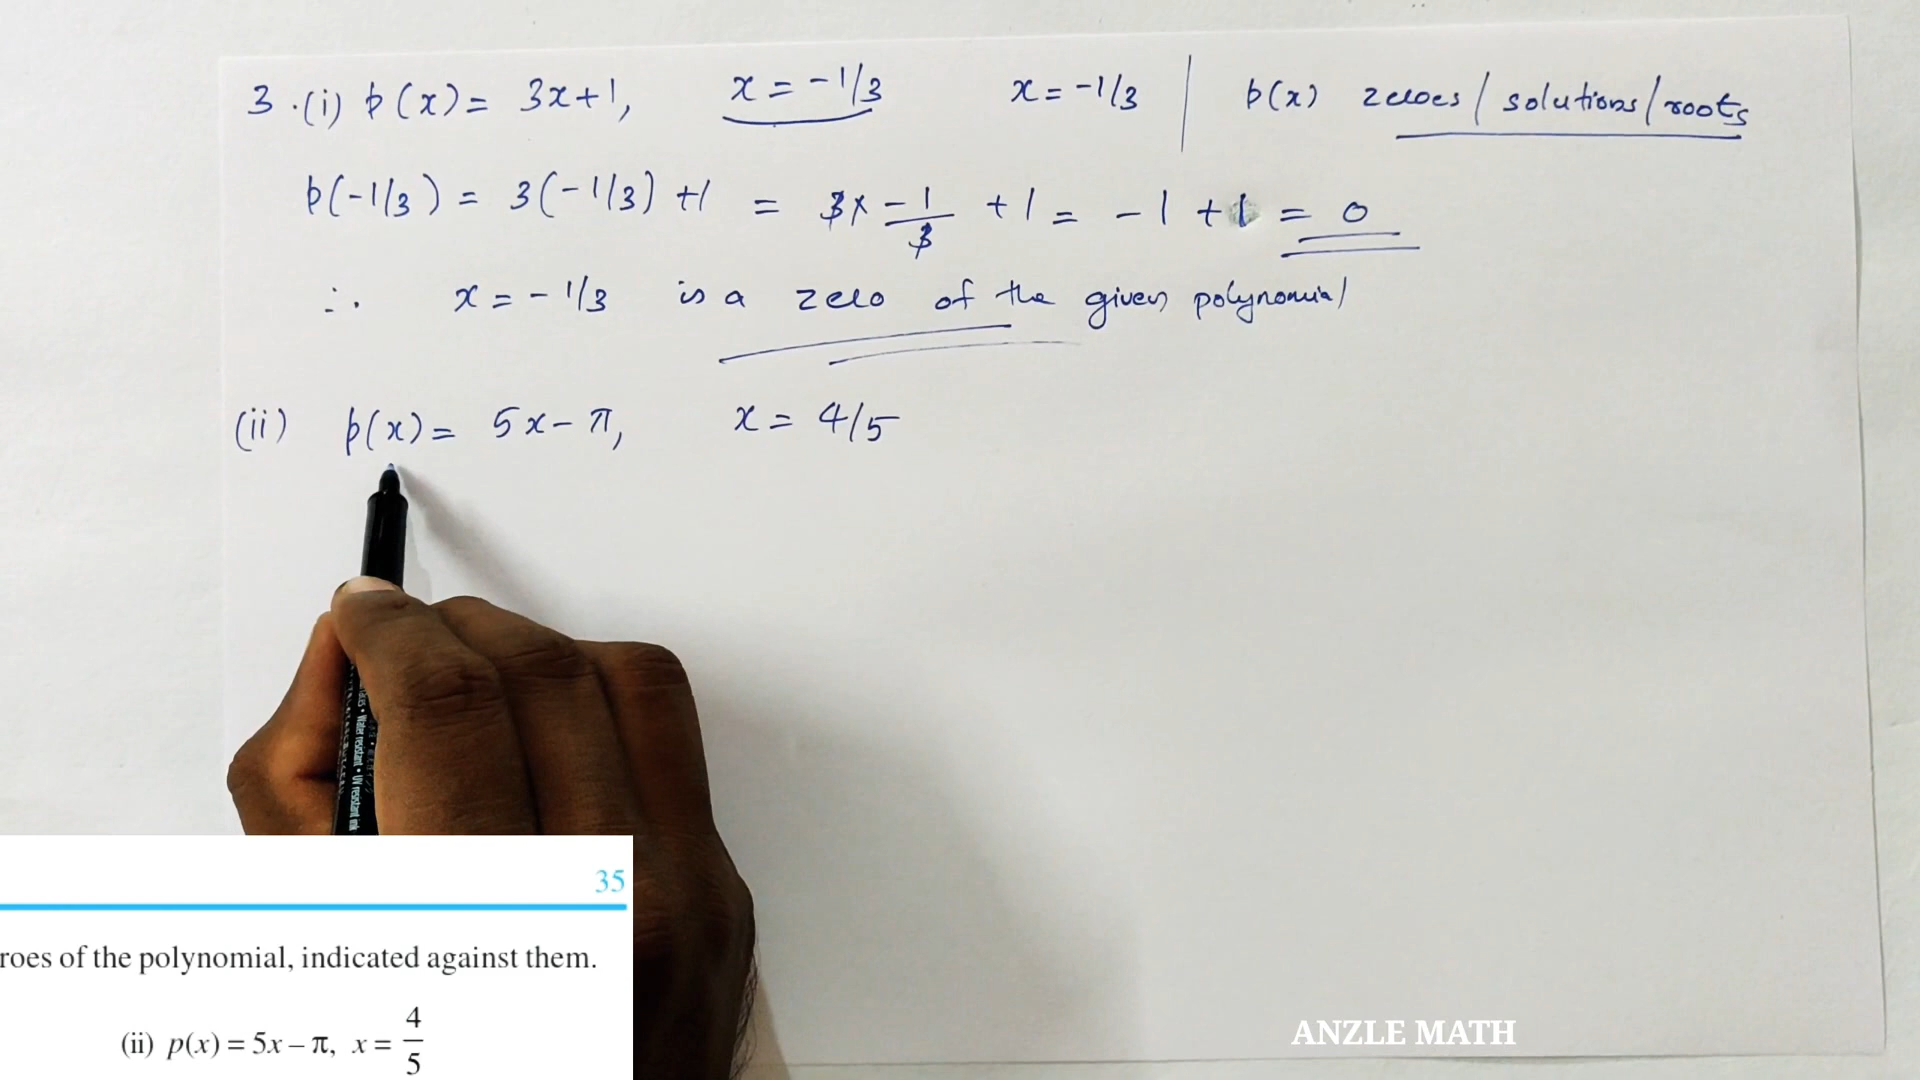 3.(i) p(x) = 3x+1, x = -1/3 x = -1/3 | p(x) zeroes/solutions/roots
p(-1/3) = 3(-1/3) +1 = 3x -1/3 +1 = -1 +1 = 0
∴ x = -1/3 is a zero of the given polynomial
(ii) p(x) = 5x - π, x = 4/5
35
roes of the polynomial, indicated against them.
(ii) p(x) = 5x – π, x = 4/5
ANZLE MATH